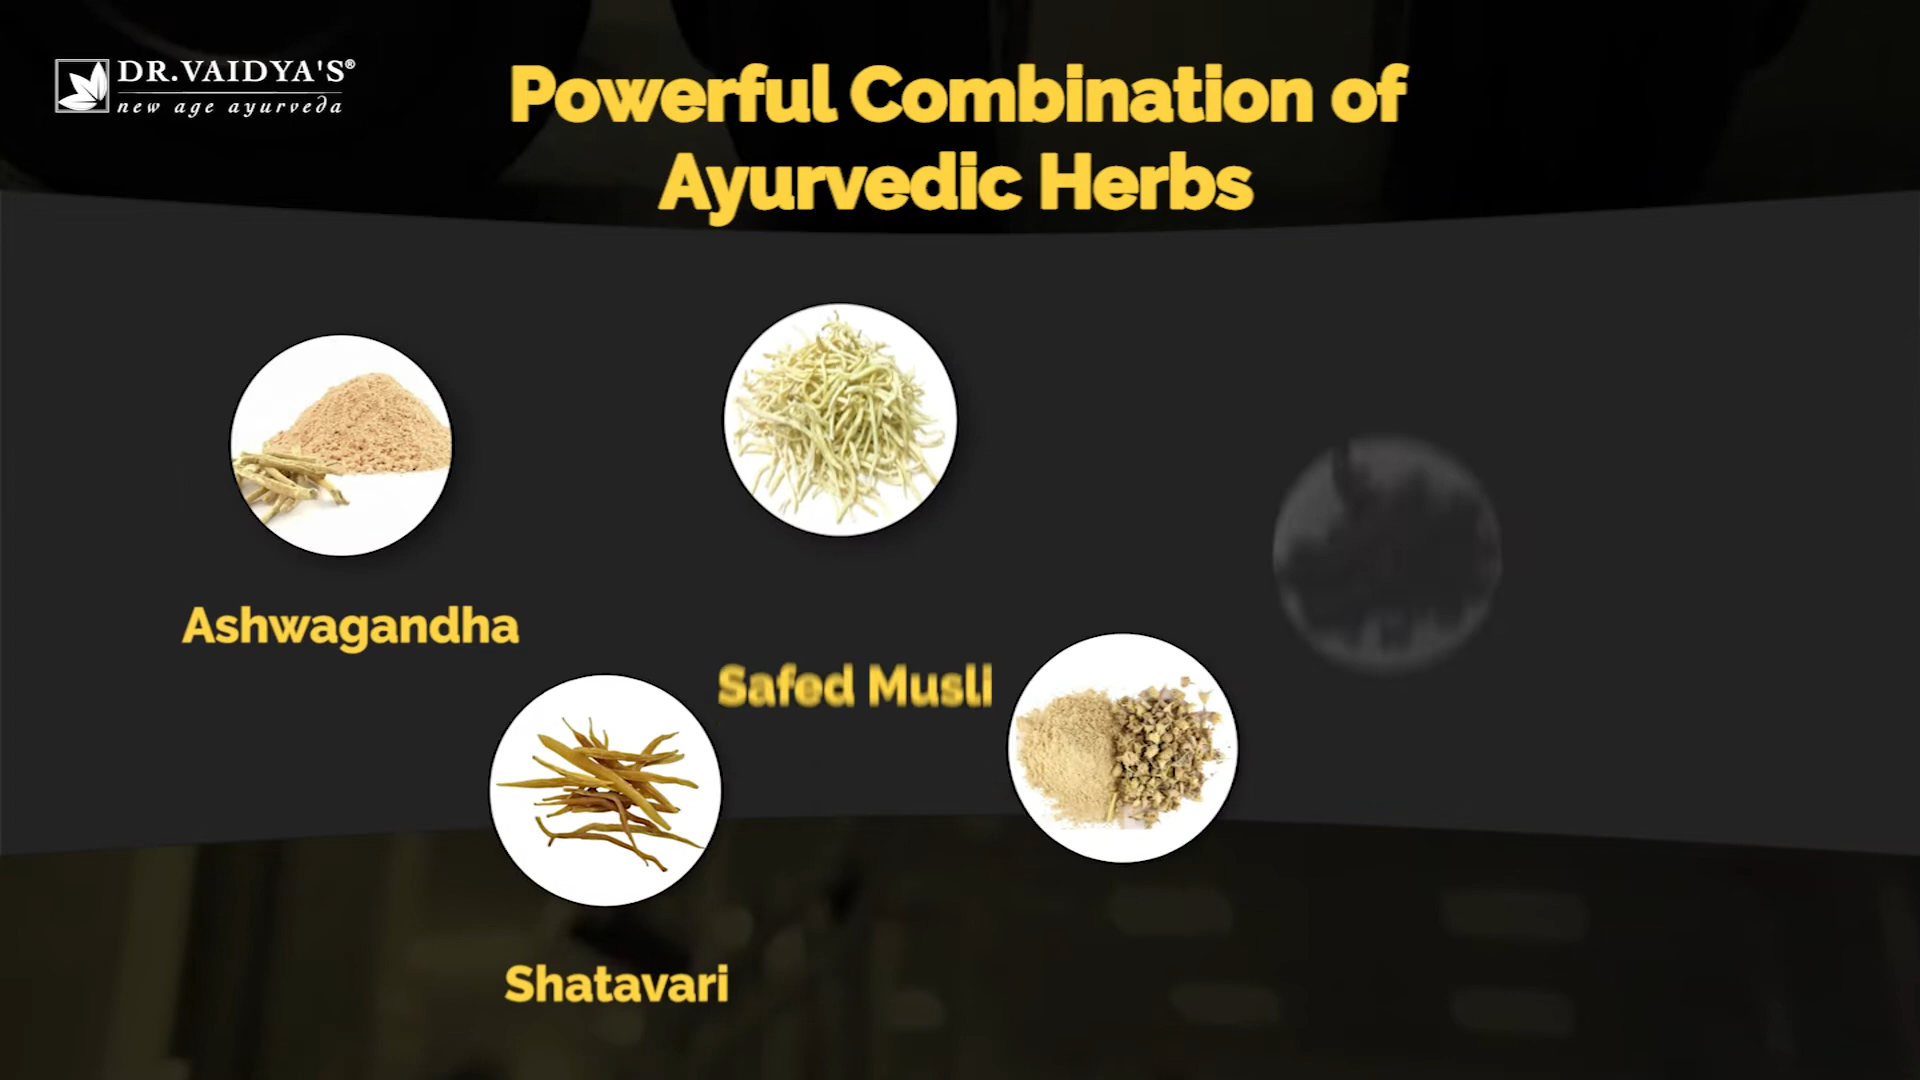 DR.VAIDYA'S®
new age ayurveda
Powerful Combination of
Ayurvedic Herbs
Ashwagandha
Safed Musli
Shatavari